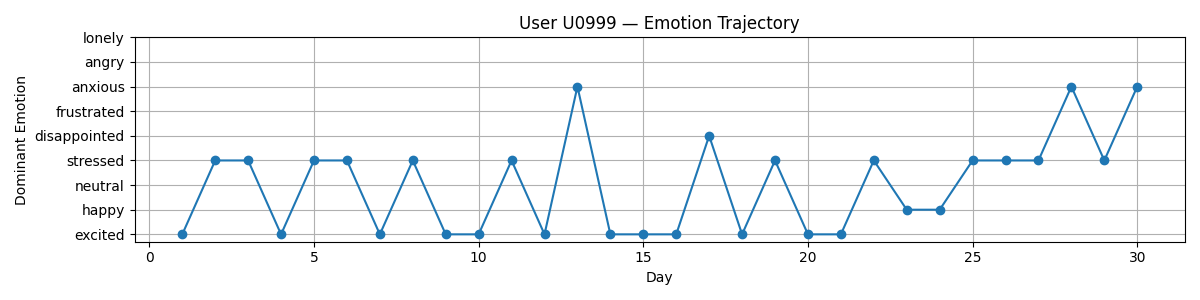 User U0999 — Emotion Trajectory
Dominant Emotion
lonely
angry
anxious
frustrated
disappointed
stressed
neutral
happy
excited
0 5 10 15 20 25 30
Day